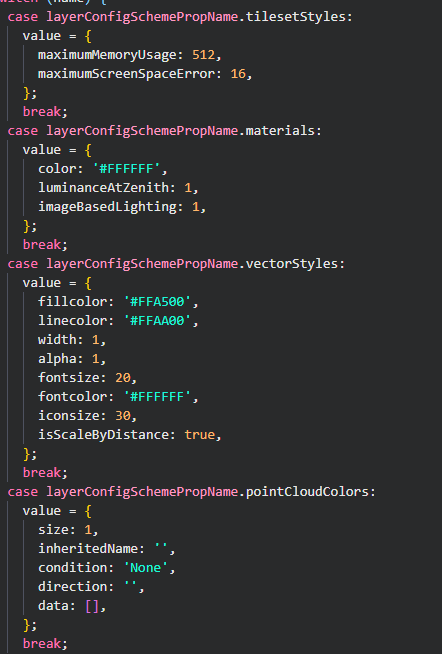 switch (name) {
case layerConfigSchemePropName.tilesetStyles:
value = {
maximumMemoryUsage: 512,
maximumScreenSpaceError: 16,
};
break;
case layerConfigSchemePropName.materials:
value = {
color: '#FFFFFF',
luminanceAtZenith: 1,
imageBasedLighting: 1,
};
break;
case layerConfigSchemePropName.vectorStyles:
value = {
fillcolor: '#FFA500',
linecolor: '#FFAA00',
width: 1,
alpha: 1,
fontsize: 20,
fontcolor: '#FFFFFF',
iconsize: 30,
isScaleByDistance: true,
};
break;
case layerConfigSchemePropName.pointCloudColors:
value = {
size: 1,
inheritedName: '',
condition: 'None',
direction: '',
data: [],
};
break;